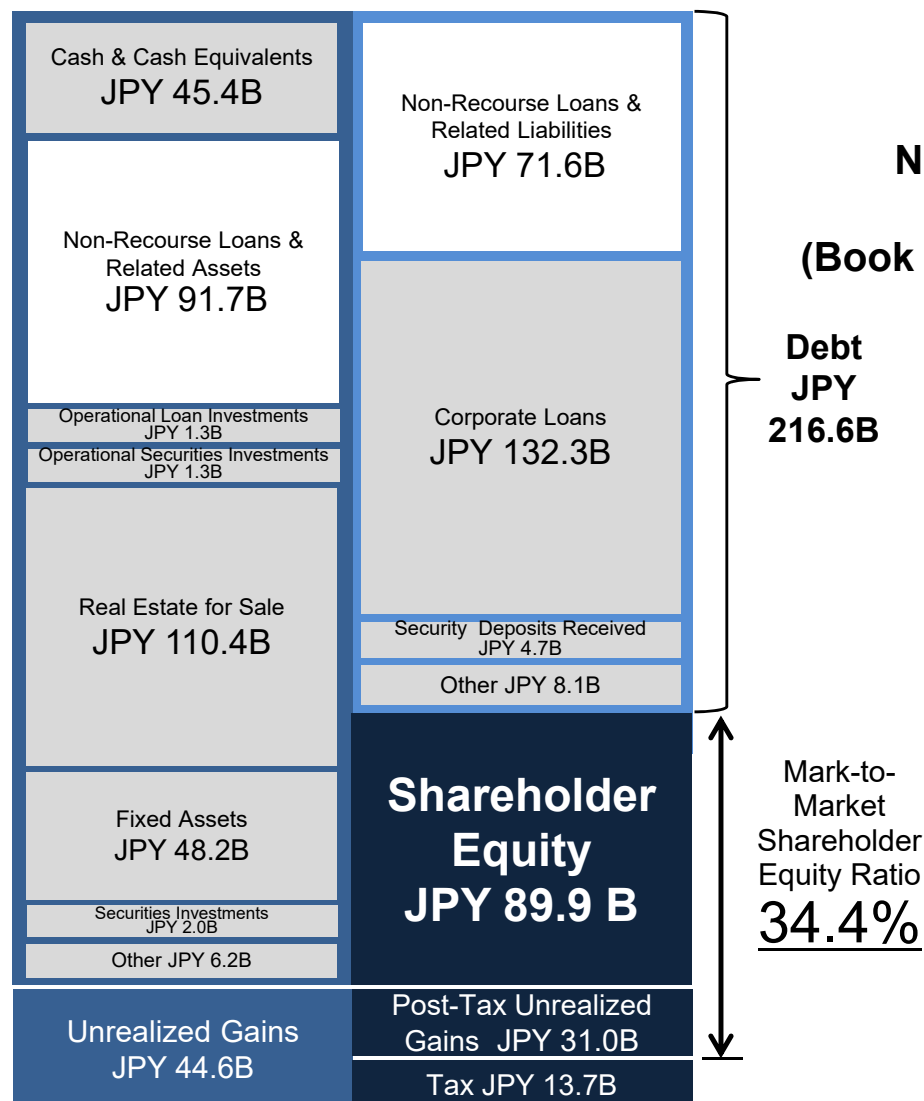 Cash & Cash Equivalents
JPY 45.4B
Non-Recourse Loans &
Related Assets
JPY 91.7B
Operational Loan Investments
JPY 1.3B
Operational Securities Investments
JPY 1.3B
Real Estate for Sale
JPY 110.4B
Fixed Assets
JPY 48.2B
Securities Investments
JPY 2.0B
Other JPY 6.2B
Unrealized Gains
JPY 44.6B
Non-Recourse Loans &
Related Liabilities
JPY 71.6B
Corporate Loans
JPY 132.3B
Security Deposits Received
JPY 4.7B
Other JPY 8.1B
Shareholder
Equity
JPY 89.9 B
Post-Tax Unrealized
Gains JPY 31.0B
Tax JPY 13.7B
N
(Book
Debt
JPY
216.6B
Mark-to-
Market
Shareholder
Equity Ratio
34.4%